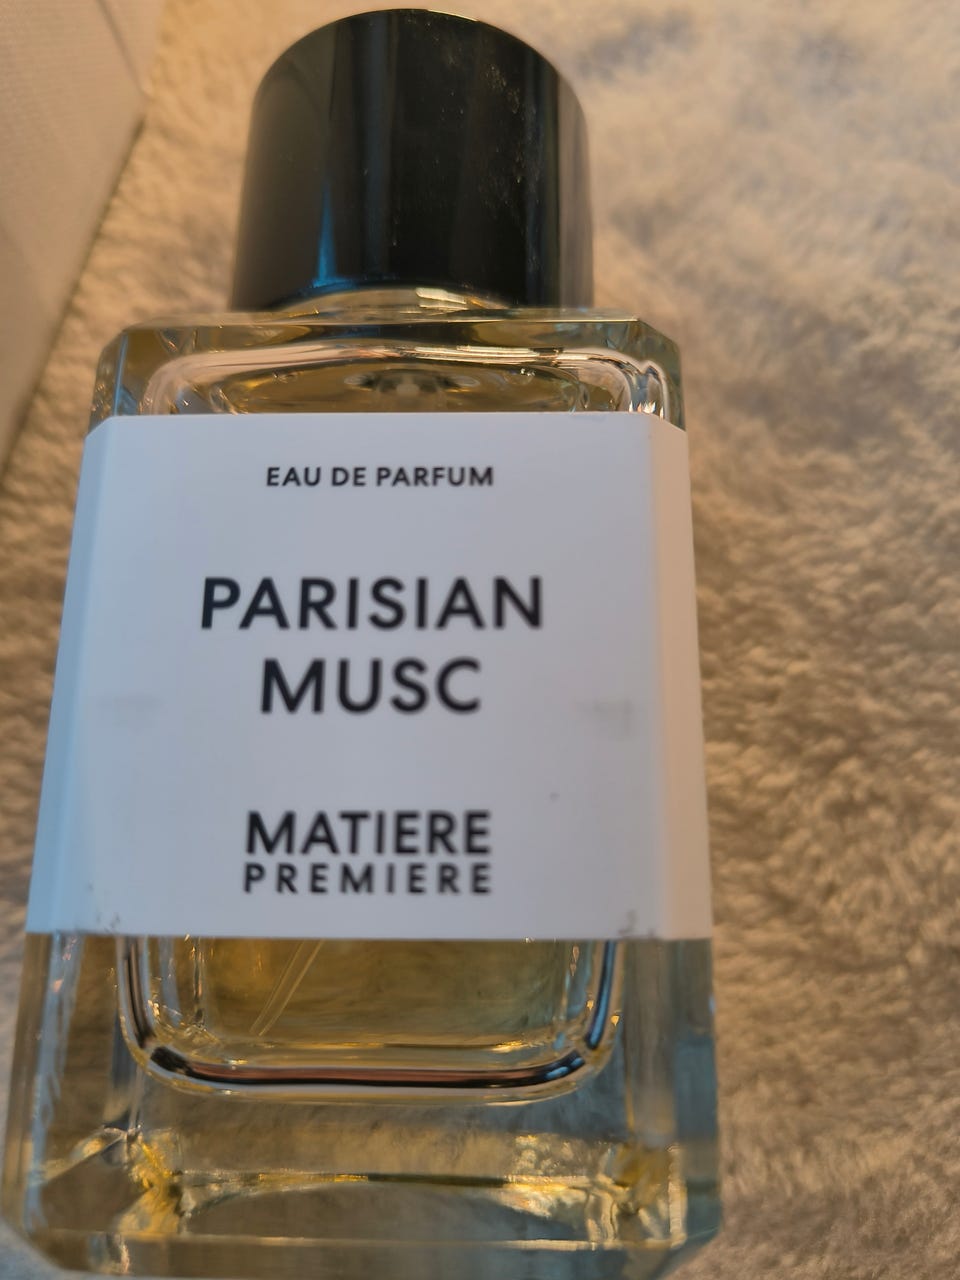 EAU DE PARFUM
PARISIAN
MUSC
MATIERE
PREMIERE